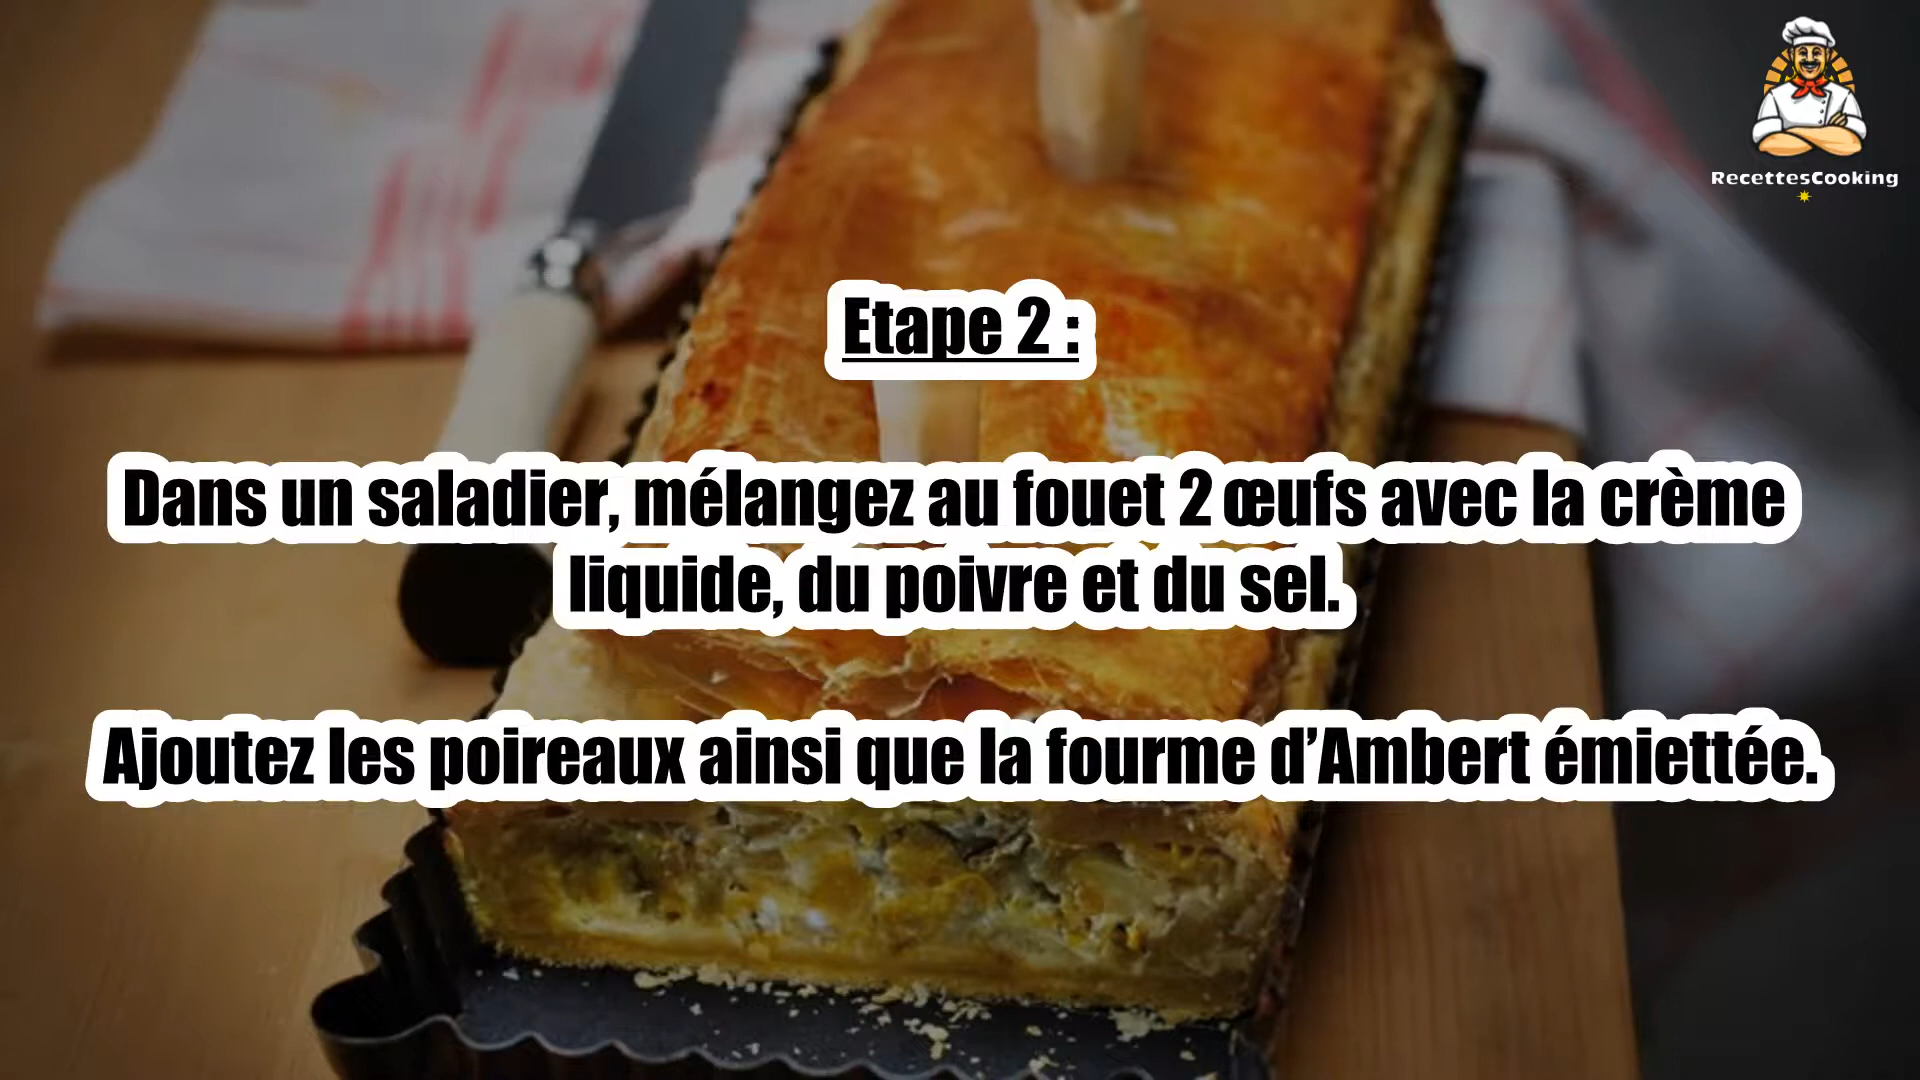 RecettesCooking
Etape 2 :
Dans un saladier, mélangez au fouet 2 œufs avec la crème
liquide, du poivre et du sel.
Ajoutez les poireaux ainsi que la fourme d’Ambert émiettée.